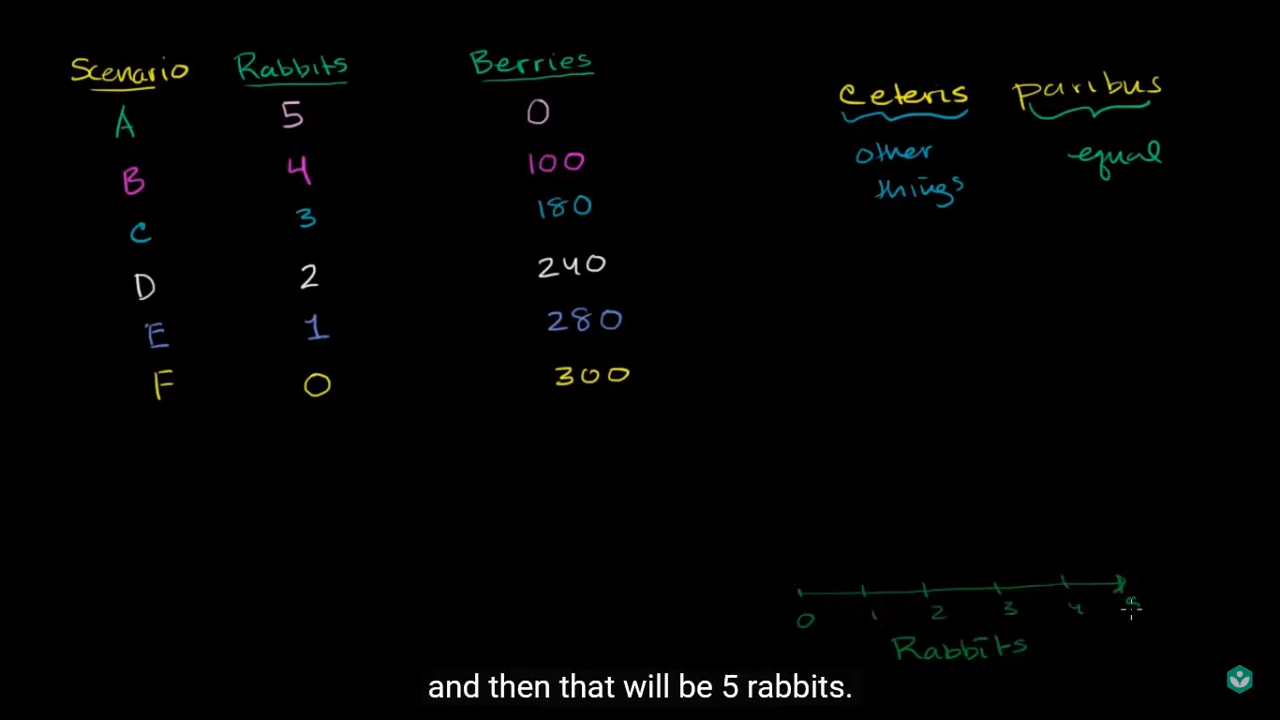 Scenario Rabbits Berries
A 5 0
B 4 100
C 3 180
D 2 240
E 1 280
F 0 300
Ceteris paribus
other equal
things
0 1 2 3 4 5
Rabbits
and then that will be 5 rabbits.